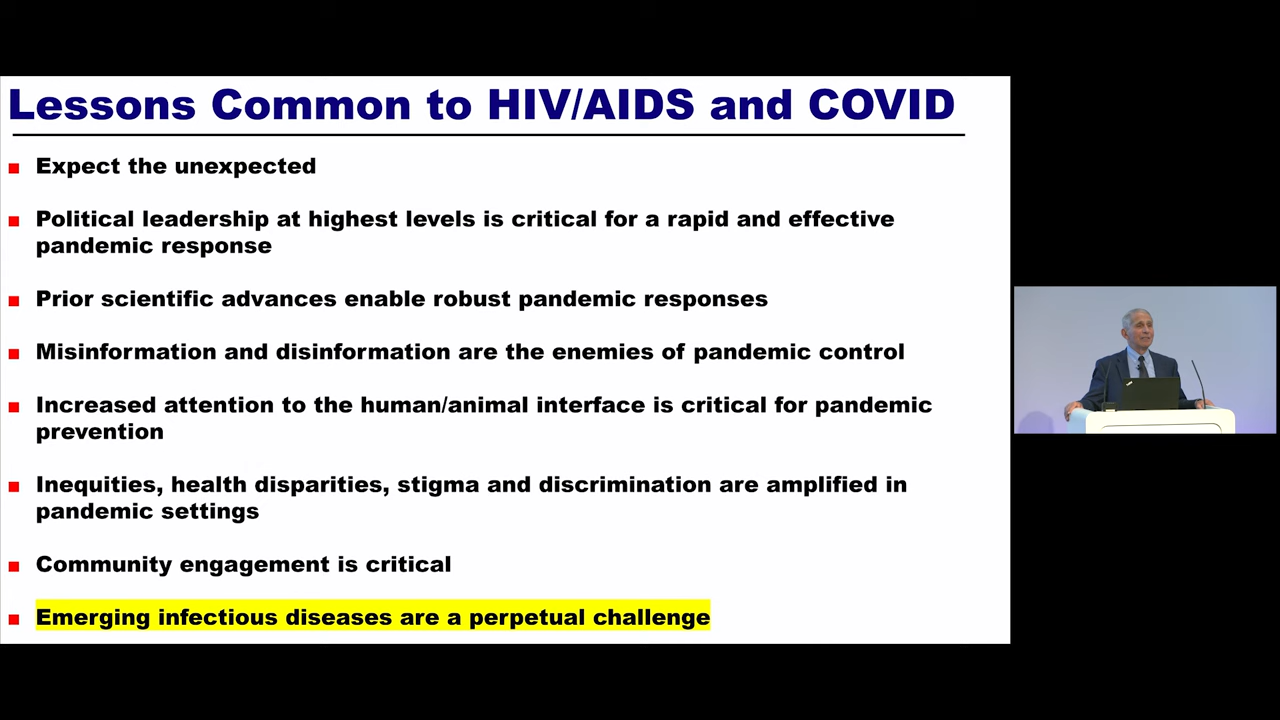 Lessons Common to HIV/AIDS and COVID
Expect the unexpected
Political leadership at highest levels is critical for a rapid and effective
pandemic response
Prior scientific advances enable robust pandemic responses
Misinformation and disinformation are the enemies of pandemic control
Increased attention to the human/animal interface is critical for pandemic
prevention
Inequities, health disparities, stigma and discrimination are amplified in
pandemic settings
Community engagement is critical
Emerging infectious diseases are a perpetual challenge